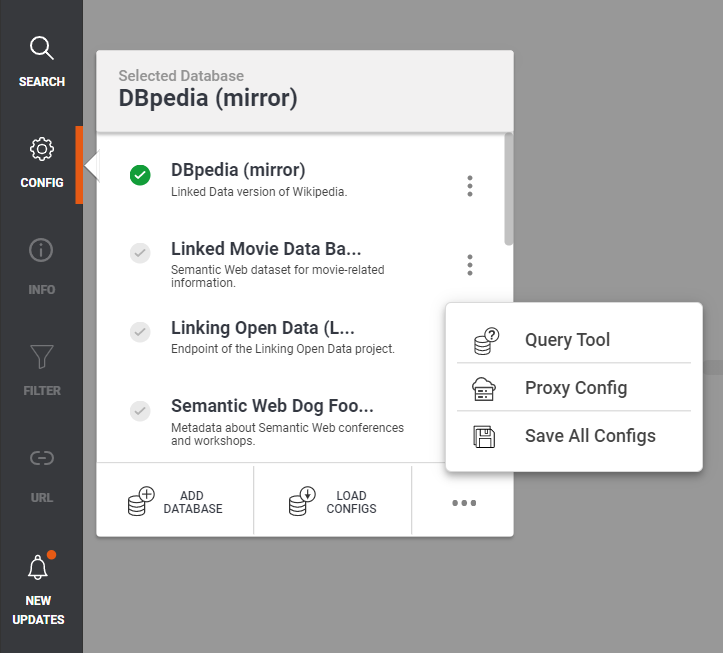 SEARCH
CONFIG
INFO
FILTER
URL
NEW
UPDATES
Selected Database
DBpedia (mirror)
DBpedia (mirror)
Linked Data version of Wikipedia.
Linked Movie Data Ba...
Semantic Web dataset for movie-related
information.
Linking Open Data (L...
Endpoint of the Linking Open Data project.
Semantic Web Dog Foo...
Metadata about Semantic Web conferences
and workshops.
ADD
DATABASE
LOAD
CONFIGS
Query Tool
Proxy Config
Save All Configs